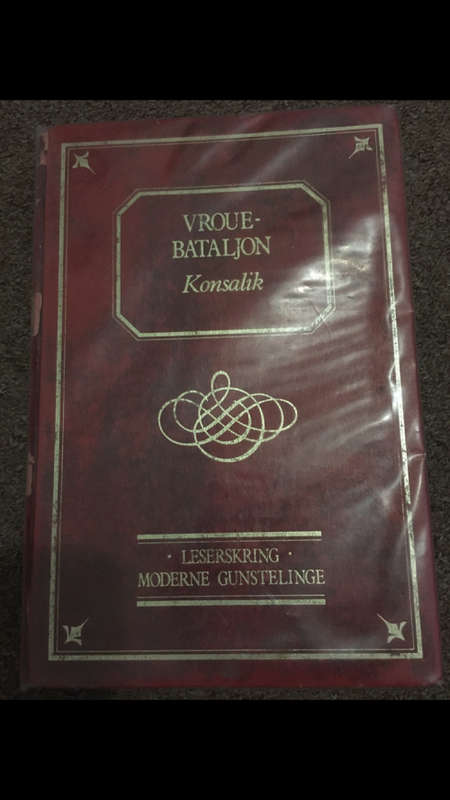 VROUE-
BATALJON
Konsalik
· LESERSKRING ·
MODERNE GUNSTELINGE